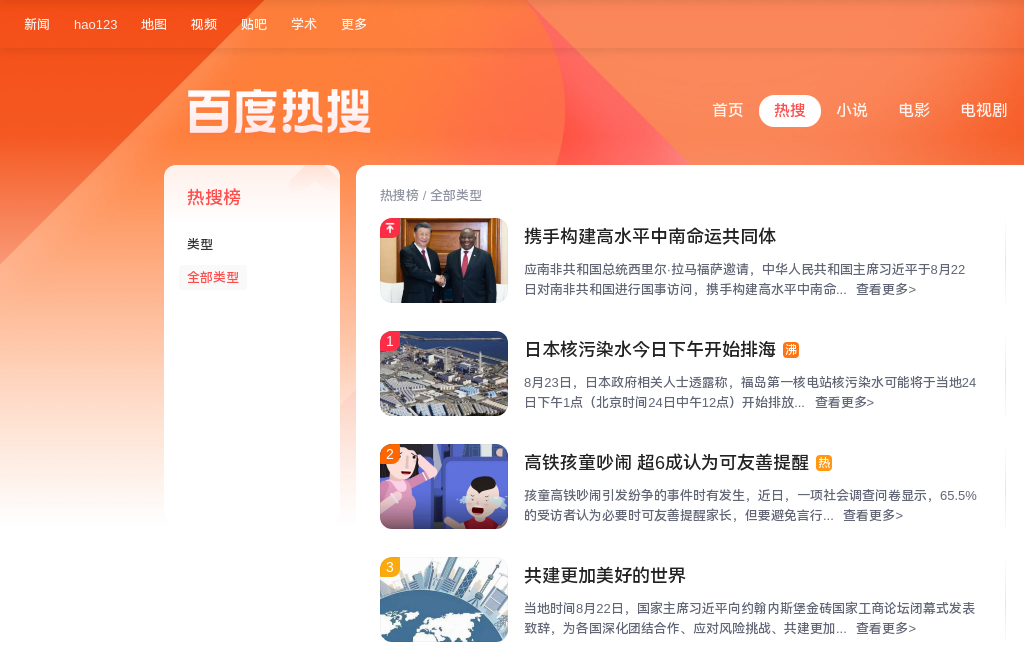 新闻 hao123 地图 视频 贴吧 学术 更多
百度热搜
首页 热搜 小说 电影 电视剧
热搜榜
类型
全部类型
热搜榜 / 全部类型
携手构建高水平中南命运共同体
应南非共和国总统西里尔·拉马福萨邀请，中华人民共和国主席习近平于8月22
日对南非共和国进行国事访问，携手构建高水平中南命... 查看更多>
1
日本核污染水今日下午开始排海 沸
8月23日，日本政府相关人士透露称，福岛第一核电站核污染水可能将于当地24
日下午1点（北京时间24日中午12点）开始排放... 查看更多>
2
高铁孩童吵闹 超6成认为可友善提醒 热
孩童高铁吵闹引发纷争的事件时有发生，近日，一项社会调查问卷显示，65.5%
的受访者认为必要时可友善提醒家长，但要避免言行... 查看更多>
3
共建更加美好的世界
当地时间8月22日，国家主席习近平向约翰内斯堡金砖国家工商论坛闭幕式发表
致辞，为各国深化团结合作、应对风险挑战、共建更加... 查看更多>